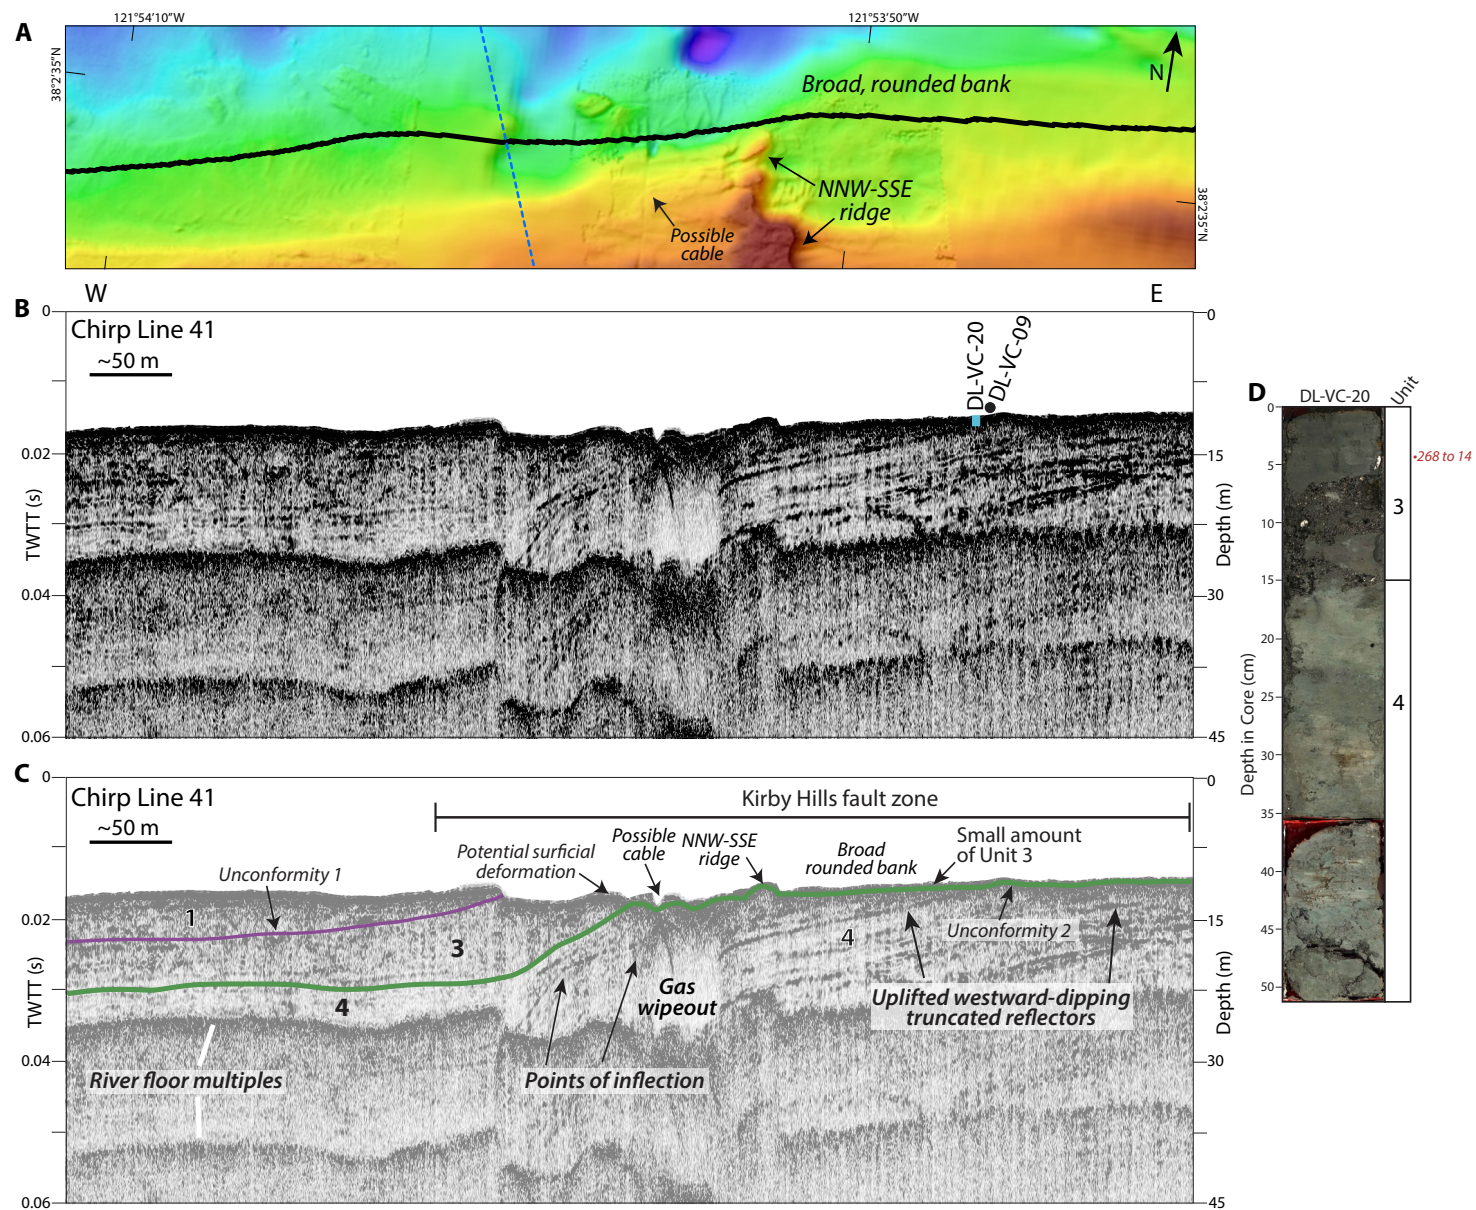 A
121°54'10"W
121°53'50"W
38°2'35"N
N
Broad, rounded bank
NNW-SSE
ridge
Possible
cable
38°2'35"N
W
E
B
Chirp Line 41
~50 m
DL-VC-20
DL-VC-09
0
0.02
0.04
0.06
TWTT (s)
0
15
30
45
Depth (m)
C
Chirp Line 41
~50 m
Kirby Hills fault zone
Unconformity 1
Potential surficial
deformation
Possible
cable
NNW-SSE
ridge
Broad
rounded bank
Small amount
of Unit 3
1
3
4
4
Unconformity 2
Gas
wipeout
Uplifted westward-dipping
truncated reflectors
River floor multiples
Points of inflection
0
0.02
0.04
0.06
TWTT (s)
0
15
30
45
Depth (m)
D
DL-VC-20
Unit
0
5
10
15
20
25
30
35
40
45
50
Depth in Core (cm)
3
4
•268 to 14